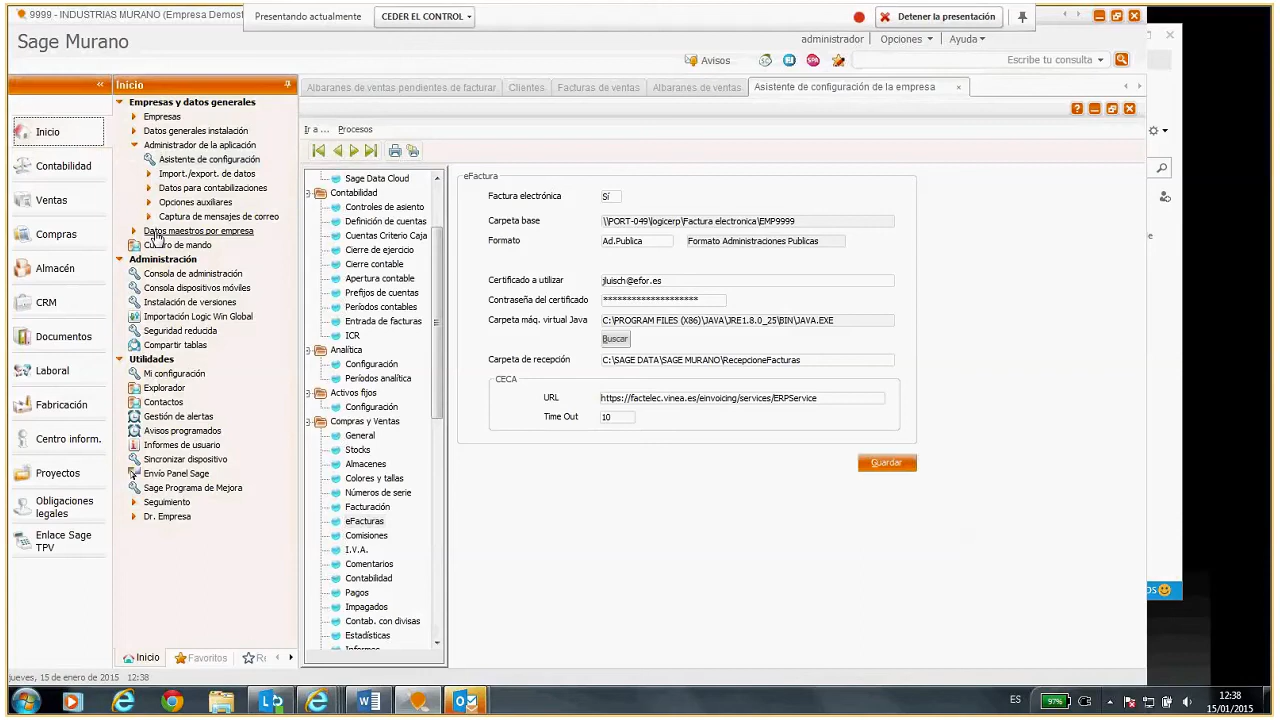 9999 - INDUSTRIAS MURANO (Empresa Demost
Presentando actualmente
CEDER EL CONTROL
Detener la presentación
Sage Murano
administrador
Opciones
Ayuda
Avisos
Escribe tu consulta
Inicio
Albaranes de ventas pendientes de facturar
Clientes
Facturas de ventas
Albaranes de ventas
Asistente de configuración de la empresa
Inicio
Contabilidad
Ventas
Compras
Almacén
CRM
Documentos
Laboral
Fabricación
Centro inform.
Proyectos
Obligaciones legales
Enlace Sage TPV
Empresas y datos generales
Empresas
Datos generales instalación
Administrador de la aplicación
Asistente de configuración
Import./export. de datos
Datos para contabilizaciones
Opciones auxiliares
Captura de mensajes de correo
Datos maestros por empresa
Cuadro de mando
Administración
Consola de administración
Consola dispositivos móviles
Instalación de versiones
Importación Logic Win Global
Seguridad reducida
Compartir tablas
Utilidades
Mi configuración
Explorador
Contactos
Gestión de alertas
Avisos programados
Informes de usuario
Sincronizar dispositivo
Envío Panel Sage
Sage Programa de Mejora
Seguimiento
Dr. Empresa
Inicio
Favoritos
Ir a ...
Procesos
Sage Data Cloud
Contabilidad
Controles de asiento
Definición de cuentas
Cuentas Criterio Caja
Cierre de ejercicio
Cierre contable
Apertura contable
Prefijos de cuentas
Períodos contables
Entrada de facturas
ICR
Analítica
Configuración
Períodos analítica
Activos fijos
Configuración
Compras y Ventas
General
Stocks
Almacenes
Colores y tallas
Números de serie
Facturación
eFacturas
Comisiones
I.V.A.
Comentarios
Contabilidad
Pagos
Impagados
Contab. con divisas
Estadísticas
Informes
eFactura
Factura electrónica Sí
Carpeta base \\PORT-049\logicerp\Factura electronica\EMP9999
Formato Ad.Publica Formato Administraciones Publicas
Certificado a utilizar jluisch@efor.es
Contraseña del certificado ********************
Carpeta máq. virtual Java C:\PROGRAM FILES (X86)\JAVA\JRE1.8.0_25\BIN\JAVA.EXE
Buscar
Carpeta de recepción C:\SAGE DATA\SAGE MURANO\RecepcioneFacturas
CECA
URL https://factelec.vinea.es/einvoicing/services/ERPService
Time Out 10
Guardar
jueves, 15 de enero de 2015 12:38
ES
97%
12:38
15/01/2015